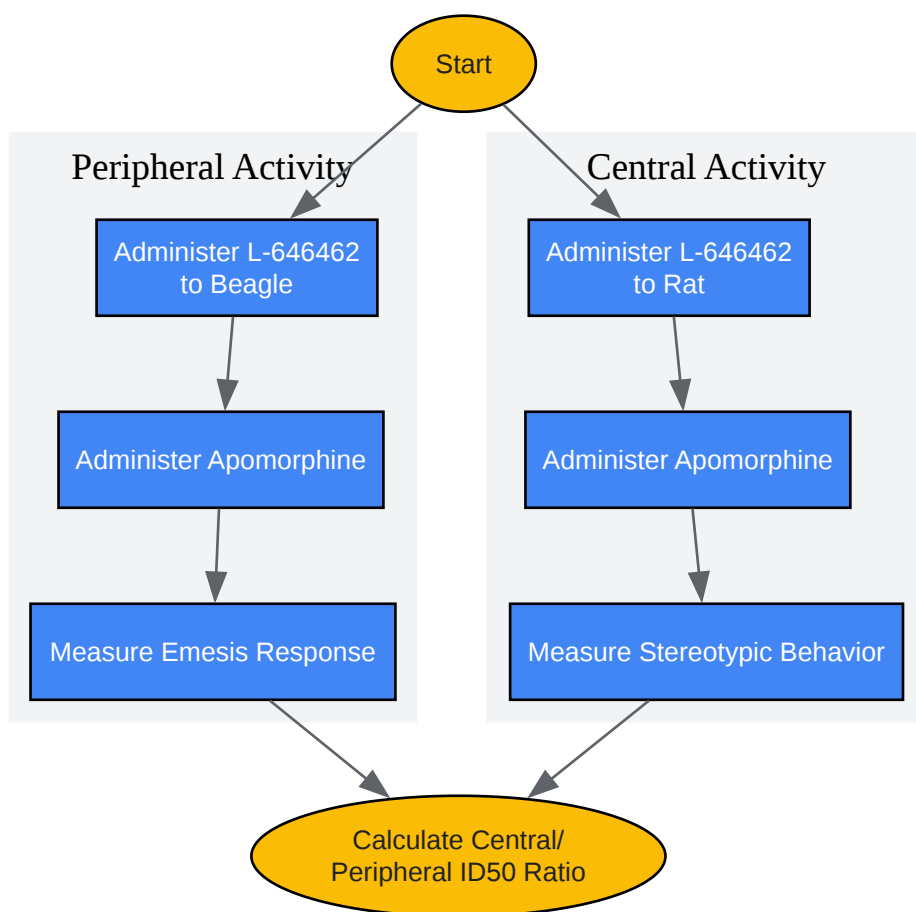 Start
Peripheral Activity
Administer L-646462
to Beagle
Administer Apomorphine
Measure Emesis Response
Central Activity
Administer L-646462
to Rat
Administer Apomorphine
Measure Stereotypic Behavior
Calculate Central/
Peripheral ID50 Ratio